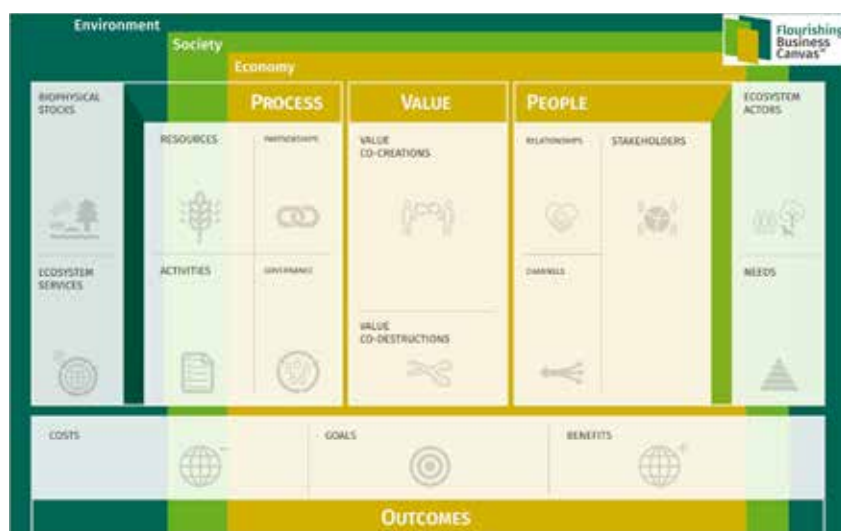 Environment
Society
Economy
Flourishing
Business
Canvas
BIOPHYSICAL
STOCKS
PROCESS
VALUE
PEOPLE
ECOSYSTEM
ACTORS
RESOURCES
PARTNERSHIPS
VALUE
CO-CREATIONS
RELATIONSHIPS
STAKEHOLDERS
ECOSYSTEM
SERVICES
ACTIVITIES
GOVERNANCE
VALUE
CO-DESTRUCTIONS
CHANNELS
NEEDS
COSTS
GOALS
BENEFITS
OUTCOMES